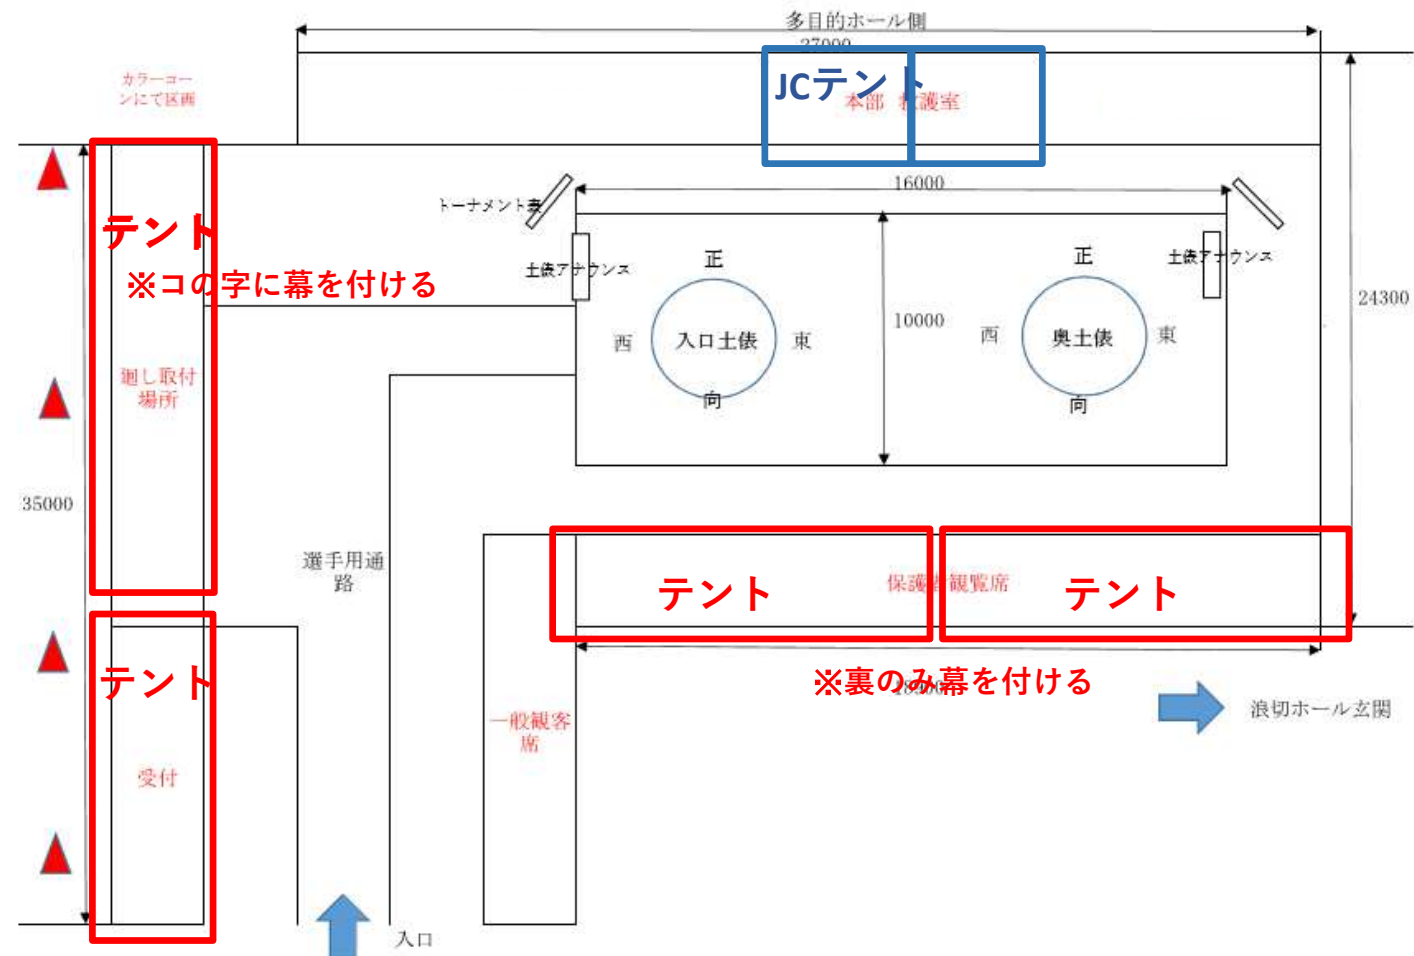 多目的ホール側
27000
カラーコー
ンにて区画
JCテント
本部 救護室
16000
トーナメント表
テント
※コの字に幕を付ける
土俵アナウンス
正
正
土俵アナウンス
24300
10000
西
入口土俵
東
西
奥土俵
東
向
向
廻し取付
場所
35000
選手用通
路
テント
保護者観覧席
テント
テント
※裏のみ幕を付ける
一般観客
席
浪切ホール玄関
受付
入口